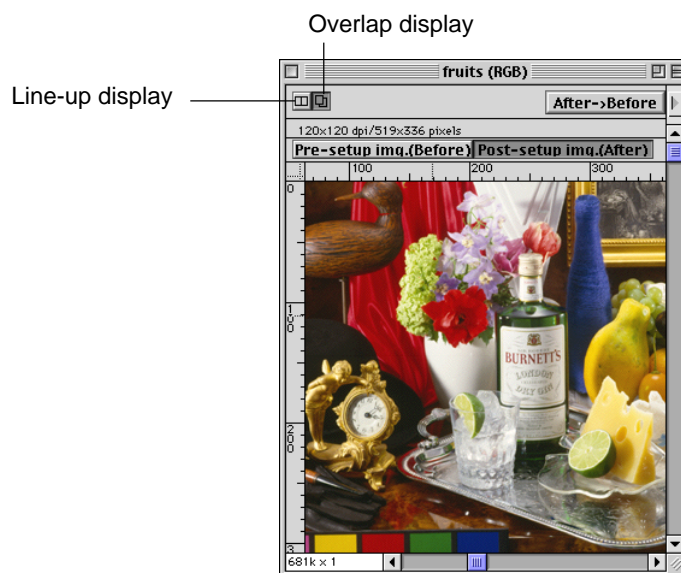 Overlap display
Line-up display
fruits (RGB)
After->Before
120x120 dpi/519x336 pixels
Pre-setup img.(Before) Post-setup img.(After)
100 200 300
0
100
200
3
BURNETT'S
LONDON
DRY GIN
681k x 1